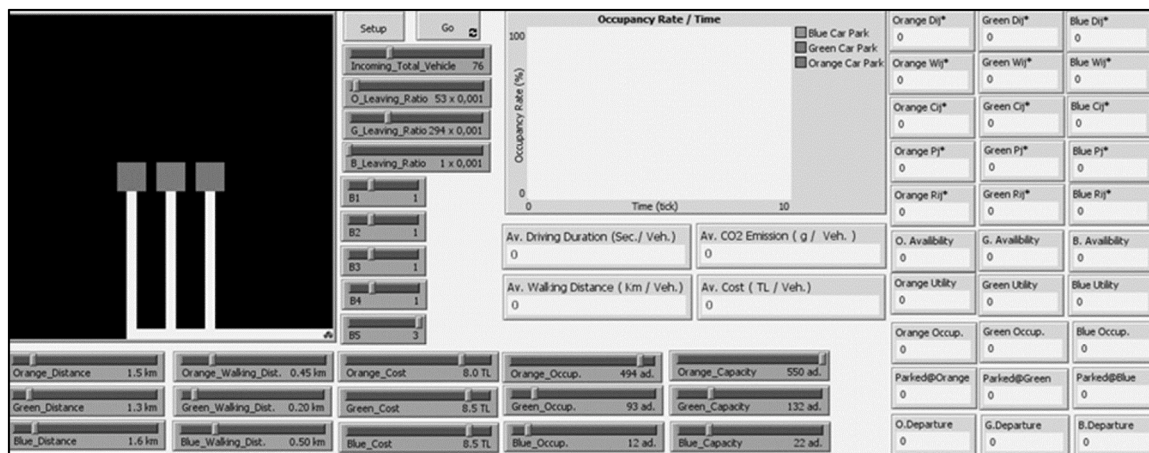 Setup
Go
Incoming_Total_Vehicle 76
O_Leaving_Ratio 53 x 0,001
G_Leaving_Ratio 294 x 0,001
B_Leaving_Ratio 1 x 0,001
B1 1
B2 1
B3 1
B4 1
B5 3
Occupancy Rate / Time
100
Occupancy Rate (%)
0
0 Time (tick) 10
Blue Car Park
Green Car Park
Orange Car Park
Av. Driving Duration (Sec./ Veh.)
0
Av. CO2 Emission ( g / Veh. )
0
Av. Walking Distance ( Km / Veh.)
0
Av. Cost ( TL / Veh.)
0
Orange Dij* Green Dij* Blue Dij*
0 0 0
Orange Wij* Green Wij* Blue Wij*
0 0 0
Orange Cij* Green Cij* Blue Cij*
0 0 0
Orange Pj* Green Pj* Blue Pj*
0 0 0
Orange Rij* Green Rij* Blue Rij*
0 0 0
O. Availibility G. Availibility B. Availibility
0 0 0
Orange Utility Green Utility Blue Utility
0 0 0
Orange Occup. Green Occup. Blue Occup.
0 0 0
Parked@Orange Parked@Green Parked@Blue
0 0 0
O.Departure G.Departure B.Departure
0 0 0
Orange_Distance 1.5 km Orange_Walking_Dist. 0.45 km Orange_Cost 8.0 TL Orange_Occup. 494 ad. Orange_Capacity 550 ad.
Green_Distance 1.3 km Green_Walking_Dist. 0.20 km Green_Cost 8.5 TL Green_Occup. 93 ad. Green_Capacity 132 ad.
Blue_Distance 1.6 km Blue_Walking_Dist. 0.50 km Blue_Cost 8.5 TL Blue_Occup. 12 ad. Blue_Capacity 22 ad.